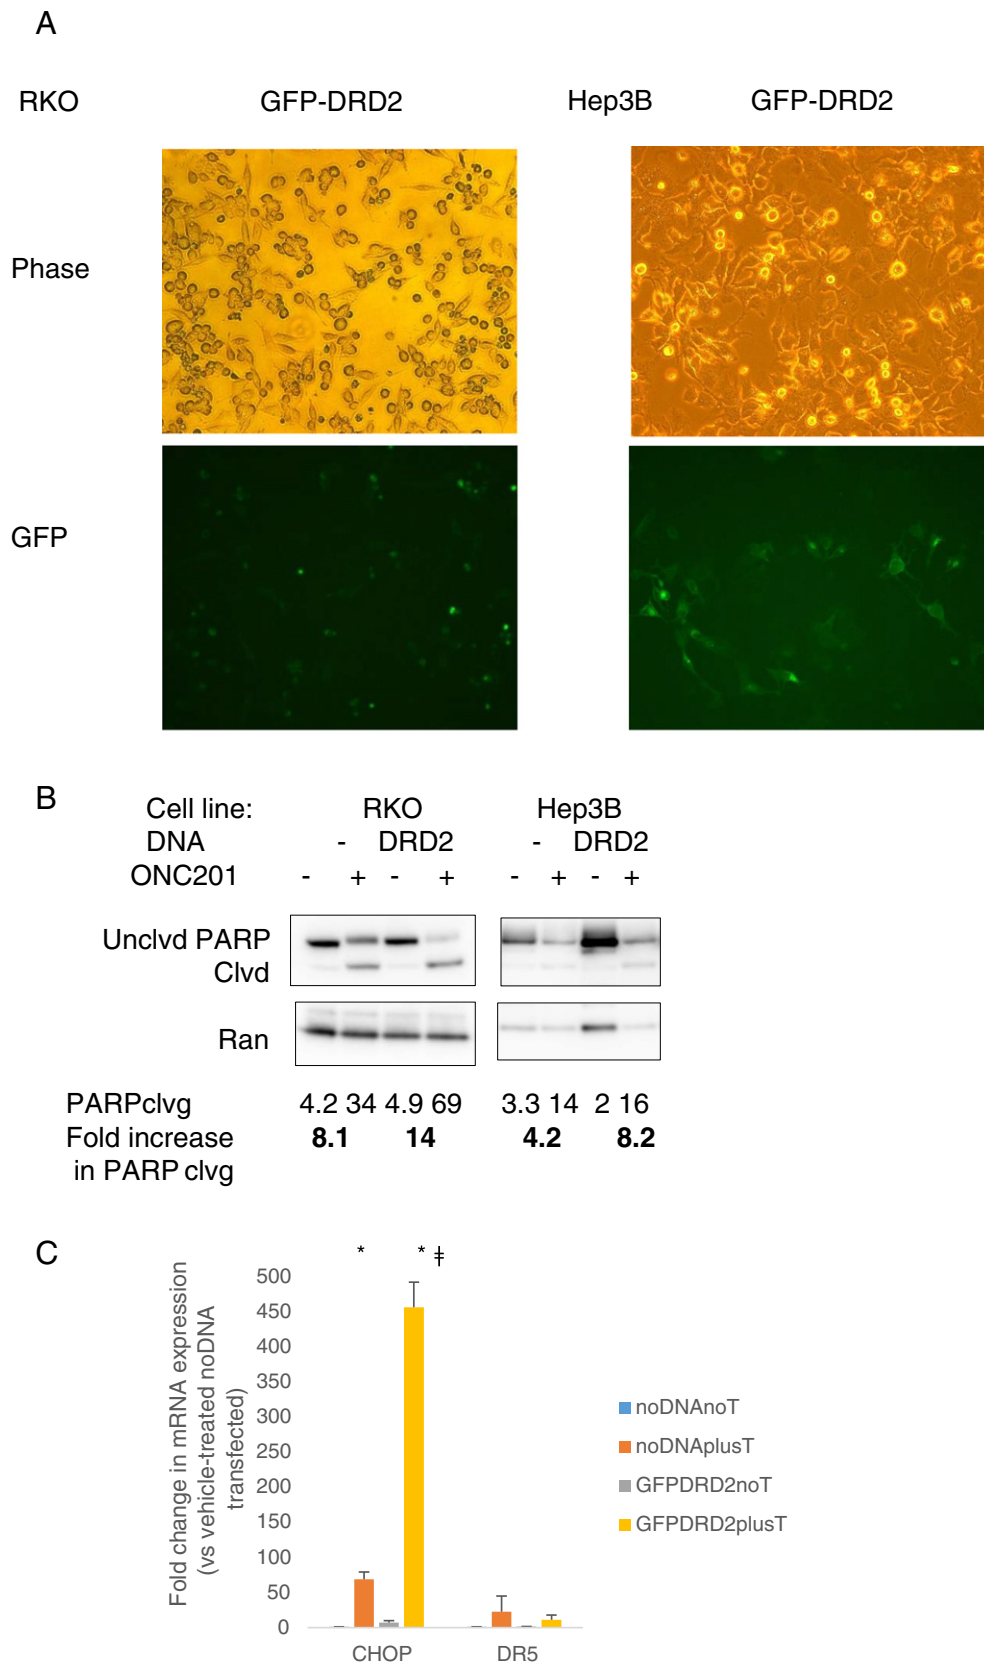 A
RKO GFP-DRD2 Hep3B GFP-DRD2
Phase
GFP
B
Cell line: RKO Hep3B
DNA - DRD2 - DRD2
ONC201 - + - + - + - +
Unclvd PARP
Clvd
Ran
PARPclvg 4.2 34 4.9 69 3.3 14 2 16
Fold increase 8.1 14 4.2 8.2
in PARP clvg
C
* * ‡
Fold change in mRNA expression
(vs vehicle-treated noDNA
transfected)
500
450
400
350
300
250
200
150
100
50
0
CHOP DR5
noDNAnoT
noDNAplusT
GFPDRD2noT
GFPDRD2plusT